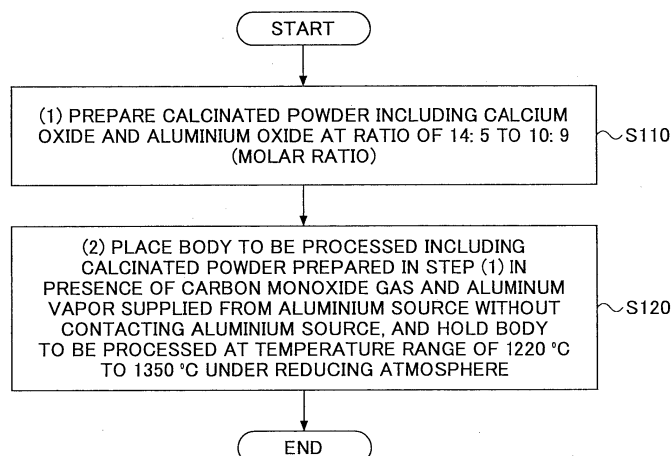 START
(1) PREPARE CALCINATED POWDER INCLUDING CALCIUM
OXIDE AND ALUMINIUM OXIDE AT RATIO OF 14: 5 TO 10: 9
(MOLAR RATIO)
S110
(2) PLACE BODY TO BE PROCESSED INCLUDING
CALCINATED POWDER PREPARED IN STEP (1) IN
PRESENCE OF CARBON MONOXIDE GAS AND ALUMINUM
VAPOR SUPPLIED FROM ALUMINIUM SOURCE WITHOUT
CONTACTING ALUMINIUM SOURCE, AND HOLD BODY
TO BE PROCESSED AT TEMPERATURE RANGE OF 1220 °C
TO 1350 °C UNDER REDUCING ATMOSPHERE
S120
END